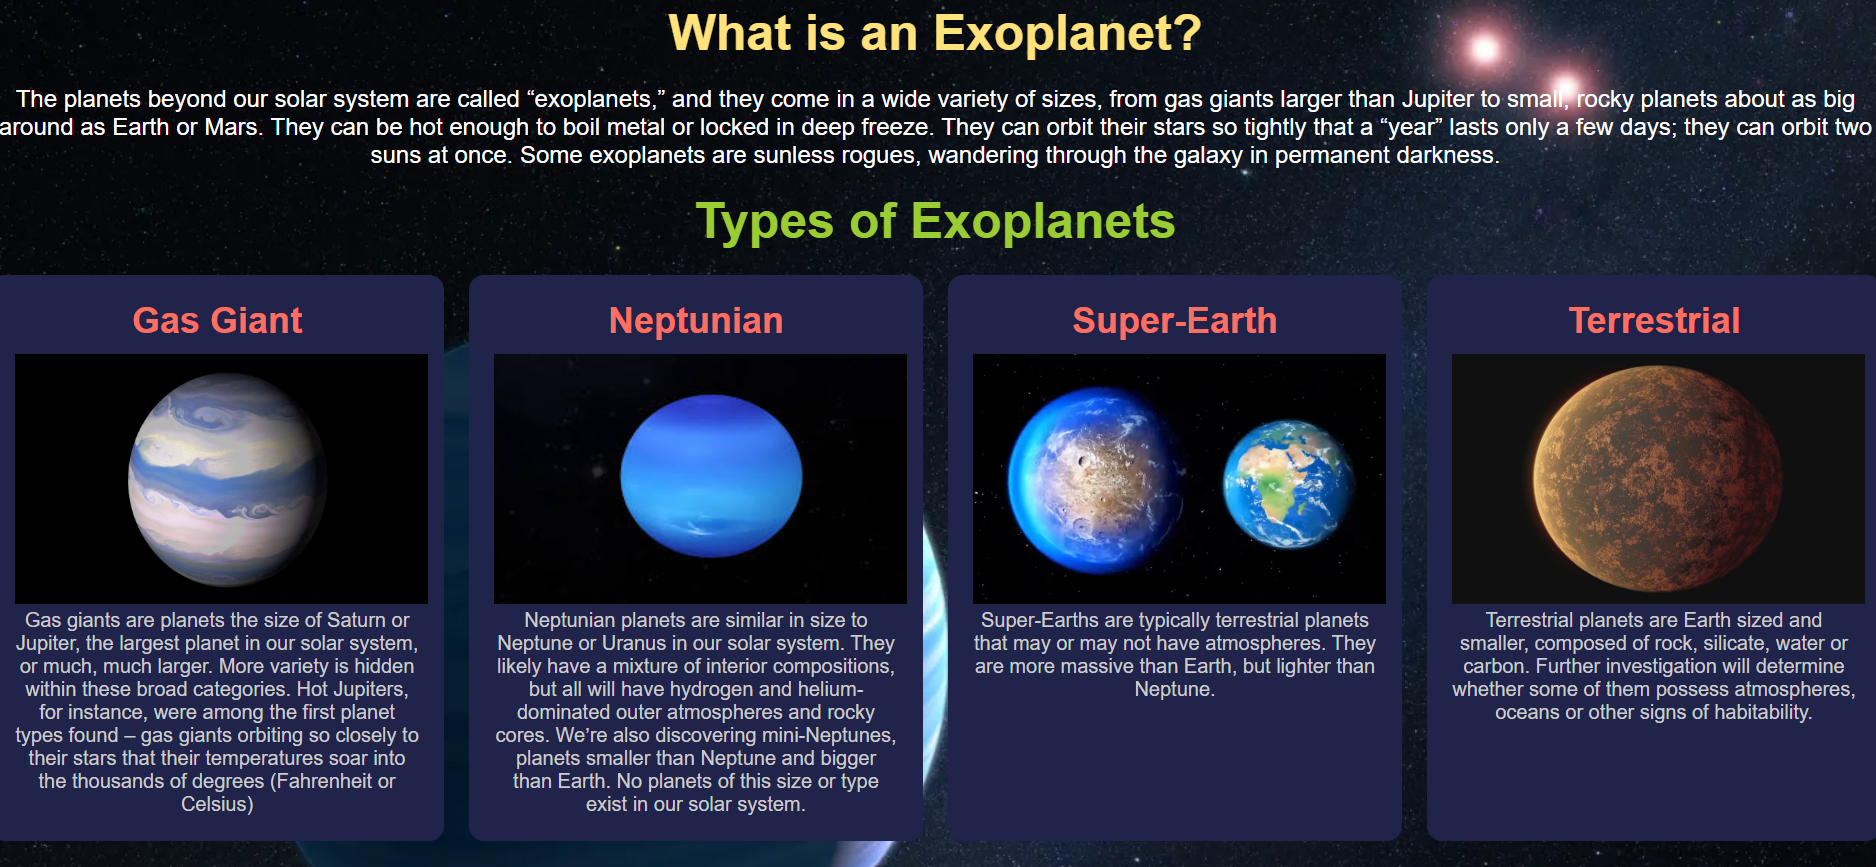 What is an Exoplanet?
The planets beyond our solar system are called “exoplanets,” and they come in a wide variety of sizes, from gas giants larger than Jupiter to small, rocky planets about as big
around as Earth or Mars. They can be hot enough to boil metal or locked in deep freeze. They can orbit their stars so tightly that a “year” lasts only a few days; they can orbit two
suns at once. Some exoplanets are sunless rogues, wandering through the galaxy in permanent darkness.
Types of Exoplanets
Gas Giant
Gas giants are planets the size of Saturn or
Jupiter, the largest planet in our solar system,
or much, much larger. More variety is hidden
within these broad categories. Hot Jupiters,
for instance, were among the first planet
types found – gas giants orbiting so closely to
their stars that their temperatures soar into
the thousands of degrees (Fahrenheit or
Celsius)
Neptunian
Neptunian planets are similar in size to
Neptune or Uranus in our solar system. They
likely have a mixture of interior compositions,
but all will have hydrogen and helium-
dominated outer atmospheres and rocky
cores. We’re also discovering mini-Neptunes,
planets smaller than Neptune and bigger
than Earth. No planets of this size or type
exist in our solar system.
Super-Earth
Super-Earths are typically terrestrial planets
that may or may not have atmospheres. They
are more massive than Earth, but lighter than
Neptune.
Terrestrial
Terrestrial planets are Earth sized and
smaller, composed of rock, silicate, water or
carbon. Further investigation will determine
whether some of them possess atmospheres,
oceans or other signs of habitability.